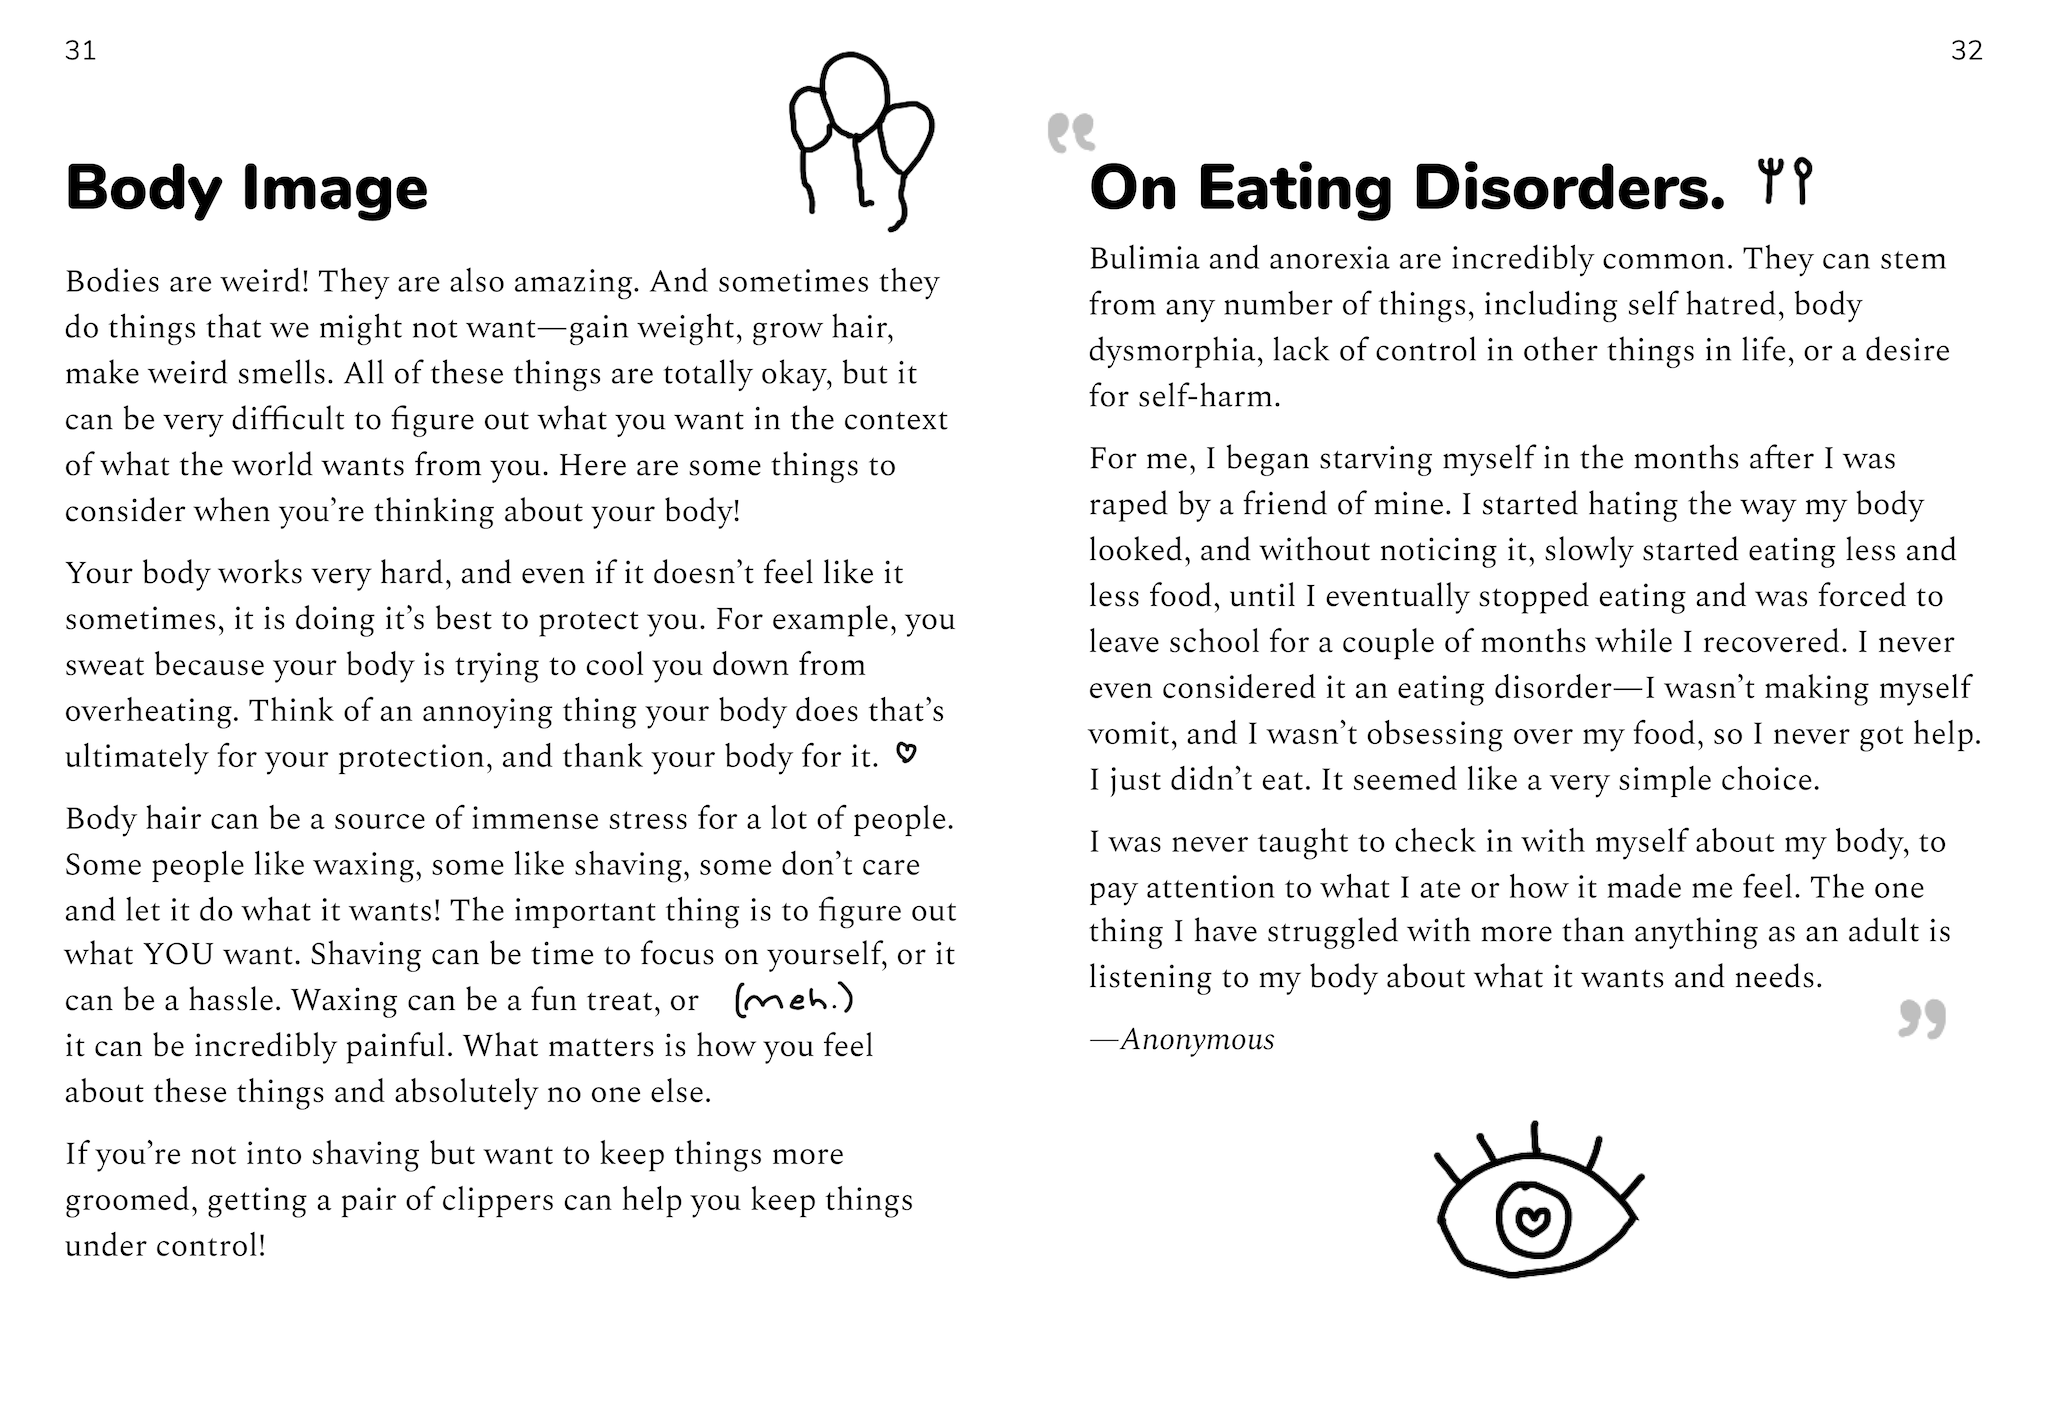 31
Body Image
Bodies are weird! They are also amazing. And sometimes they
do things that we might not want—gain weight, grow hair,
make weird smells. All of these things are totally okay, but it
can be very difficult to figure out what you want in the context
of what the world wants from you. Here are some things to
consider when you’re thinking about your body!
Your body works very hard, and even if it doesn’t feel like it
sometimes, it is doing it’s best to protect you. For example, you
sweat because your body is trying to cool you down from
overheating. Think of an annoying thing your body does that’s
ultimately for your protection, and thank your body for it.
Body hair can be a source of immense stress for a lot of people.
Some people like waxing, some like shaving, some don’t care
and let it do what it wants! The important thing is to figure out
what YOU want. Shaving can be time to focus on yourself, or it
can be a hassle. Waxing can be a fun treat, or (meh.)
it can be incredibly painful. What matters is how you feel
about these things and absolutely no one else.
If you’re not into shaving but want to keep things more
groomed, getting a pair of clippers can help you keep things
under control!
32
“
On Eating Disorders.
Bulimia and anorexia are incredibly common. They can stem
from any number of things, including self hatred, body
dysmorphia, lack of control in other things in life, or a desire
for self-harm.
For me, I began starving myself in the months after I was
raped by a friend of mine. I started hating the way my body
looked, and without noticing it, slowly started eating less and
less food, until I eventually stopped eating and was forced to
leave school for a couple of months while I recovered. I never
even considered it an eating disorder—I wasn’t making myself
vomit, and I wasn’t obsessing over my food, so I never got help.
I just didn’t eat. It seemed like a very simple choice.
I was never taught to check in with myself about my body, to
pay attention to what I ate or how it made me feel. The one
thing I have struggled with more than anything as an adult is
listening to my body about what it wants and needs.
”
—Anonymous